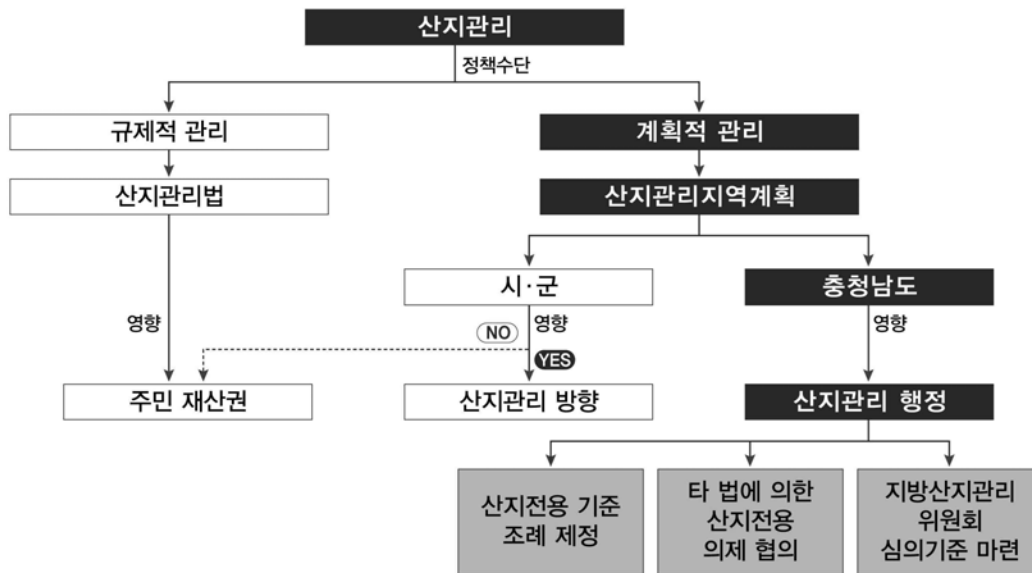 산지관리
정책수단
규제적 관리
계획적 관리
산지관리법
산지관리지역계획
시·군
충청남도
영향
NO
영향
영향
YES
주민 재산권
산지관리 방향
산지관리 행정
산지전용 기준
조례 제정
타 법에 의한
산지전용
의제 협의
지방산지관리
위원회
심의기준 마련